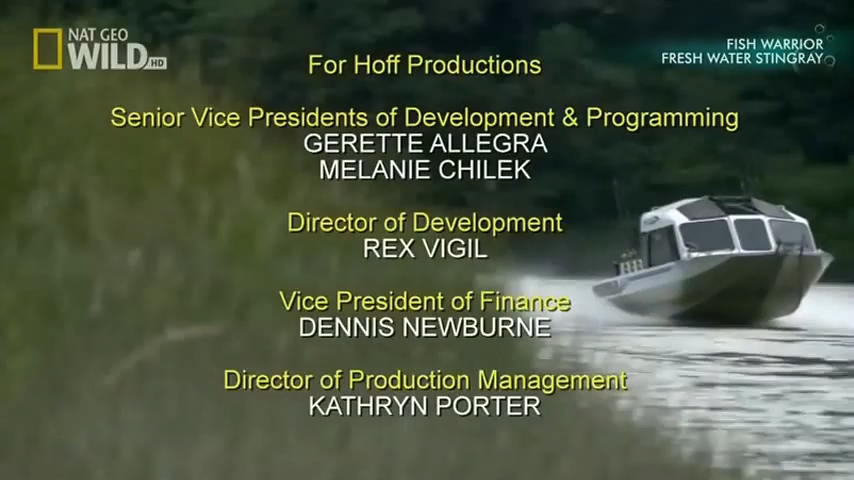 NAT GEO
WILD HD
FISH WARRIOR
FRESH WATER STINGRAY
For Hoff Productions
Senior Vice Presidents of Development & Programming
GERETTE ALLEGRA
MELANIE CHILEK
Director of Development
REX VIGIL
Vice President of Finance
DENNIS NEWBURNE
Director of Production Management
KATHRYN PORTER